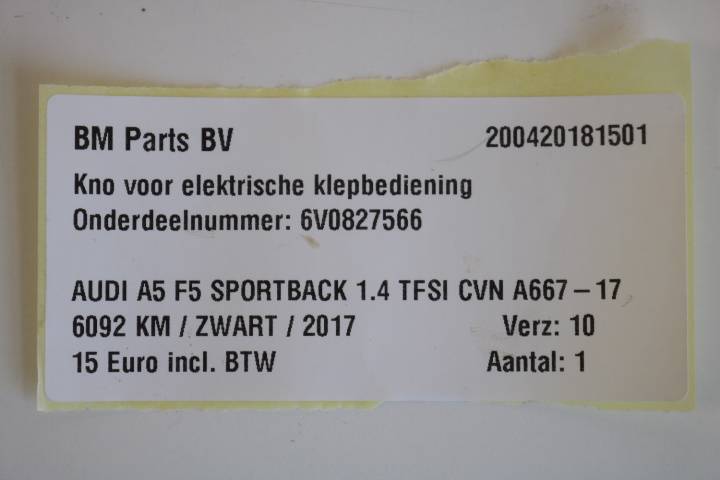 BM Parts BV 200420181501
Kno voor elektrische klepbediening
Onderdeelnummer: 6V0827566
AUDI A5 F5 SPORTBACK 1.4 TFSI CVN A667-17
6092 KM / ZWART / 2017 Verz: 10
15 Euro incl. BTW Aantal: 1